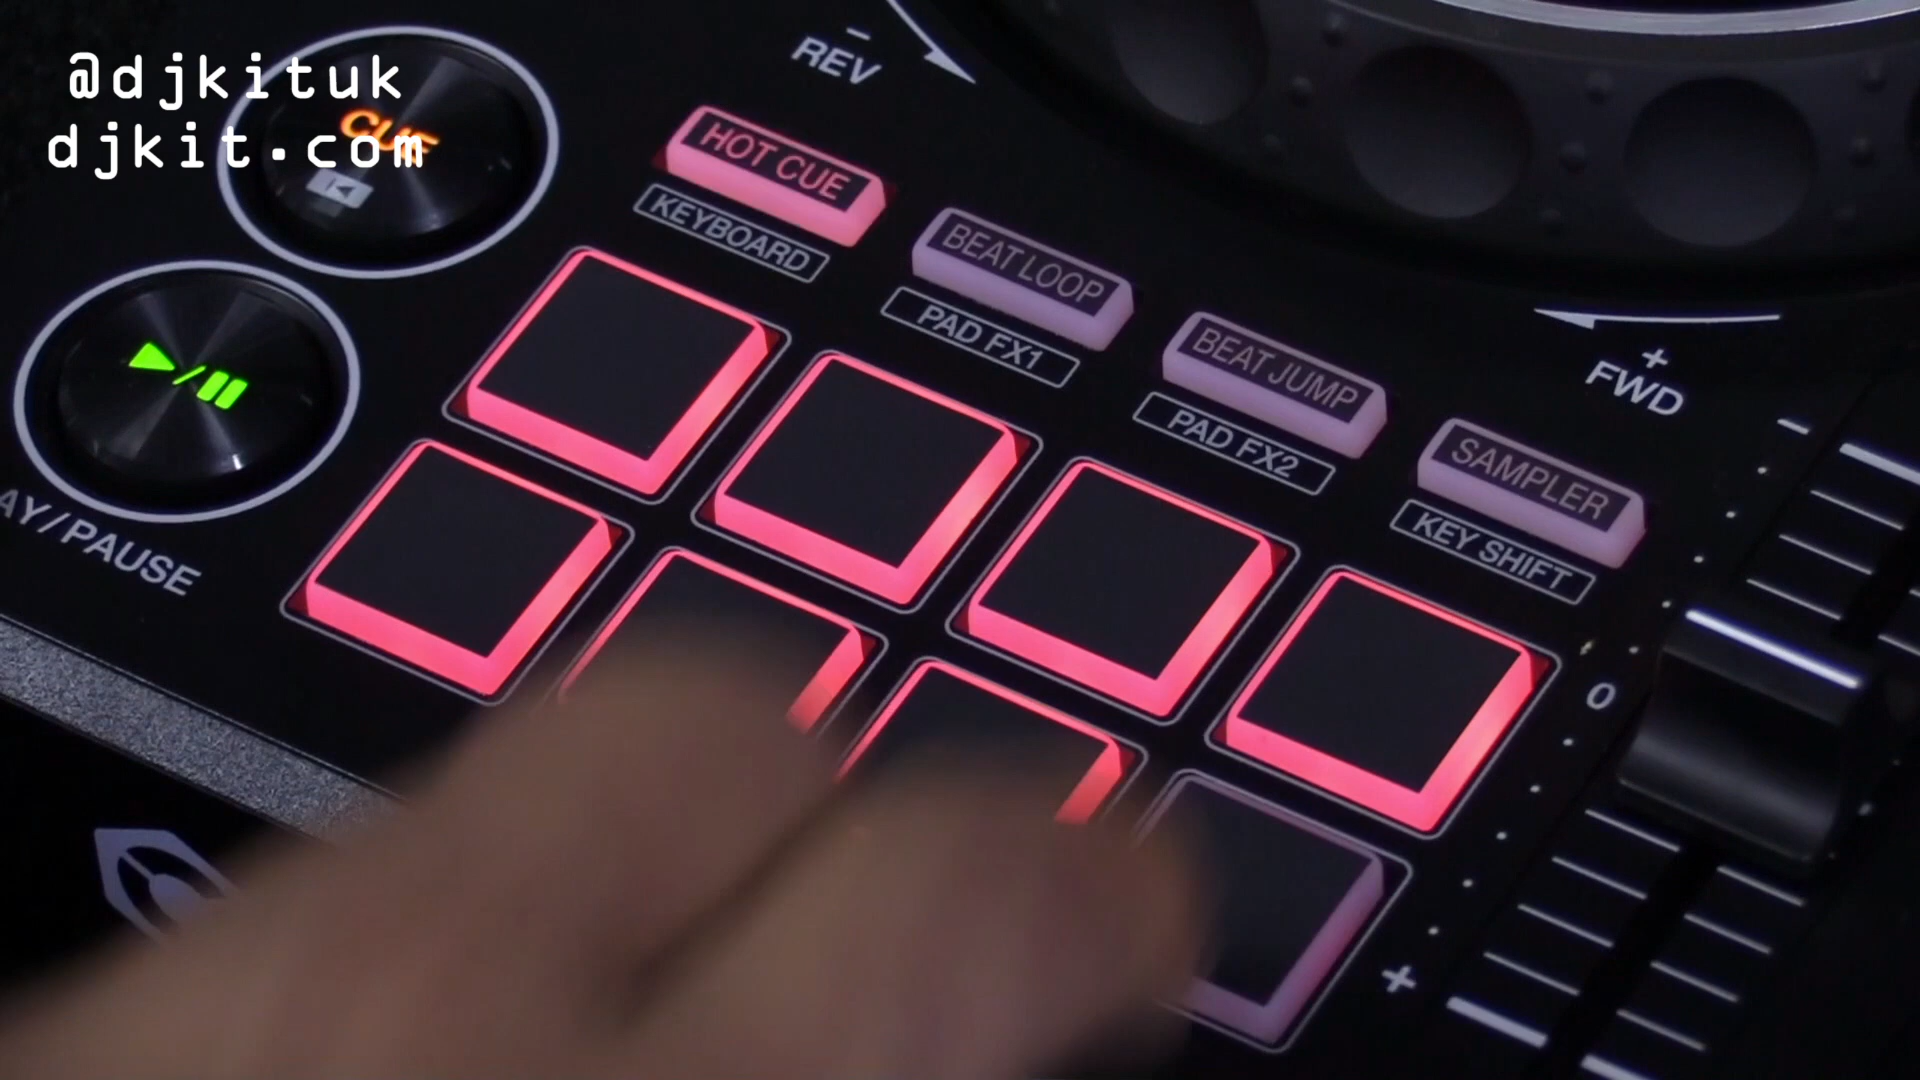 @djkituk
djkit.com
CUE
- REV
HOT CUE
KEYBOARD
BEAT LOOP
PAD FX1
BEAT JUMP
PAD FX2
SAMPLER
KEY SHIFT
+
FWD
AY/PAUSE
0
+